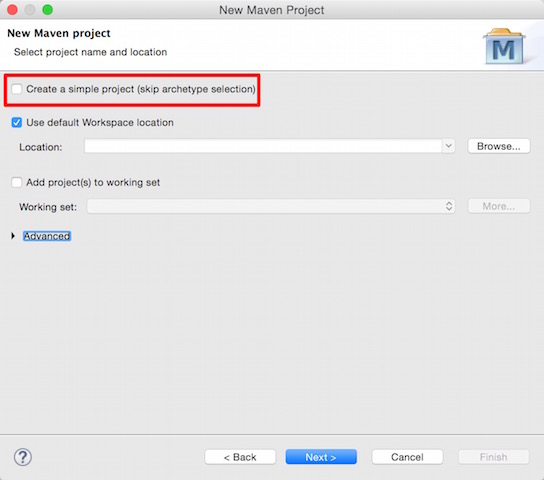 New Maven Project
New Maven project
Select project name and location
M
Create a simple project (skip archetype selection)
Use default Workspace location
Location:
Browse...
Add project(s) to working set
Working set:
More...
Advanced
?
< Back
Next >
Cancel
Finish